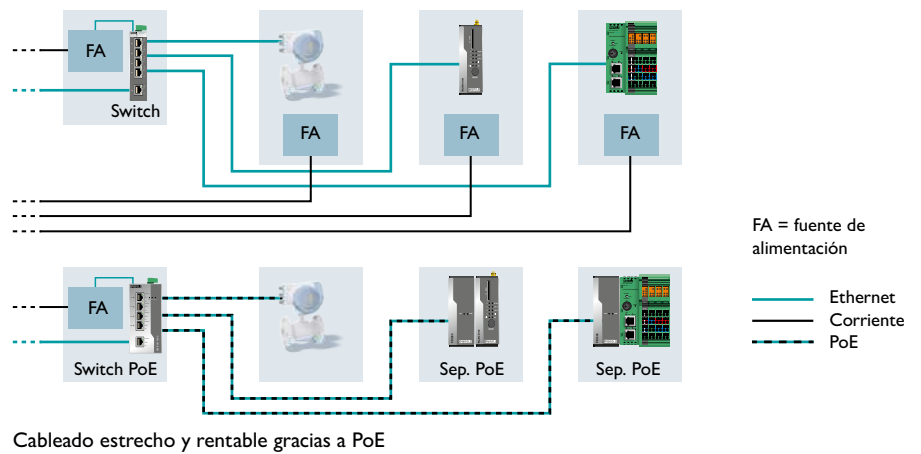 FA
Switch
FA
FA
FA
FA = fuente de
alimentación
Ethernet
Corriente
PoE
FA
Switch PoE
Sep. PoE
Sep. PoE
Cableado estrecho y rentable gracias a PoE